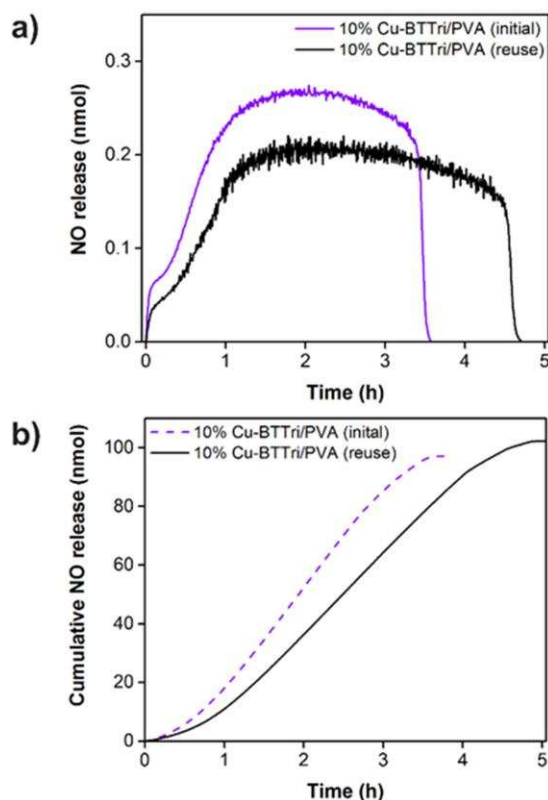 a)
10% Cu-BTTri/PVA (initial)
10% Cu-BTTri/PVA (reuse)
NO release (nmol)
0.3
0.2
0.1
0.0
0 1 2 3 4 5
Time (h)
b)
10% Cu-BTTri/PVA (inital)
10% Cu-BTTri/PVA (reuse)
Cumulative NO release (nmol)
100
80
60
40
20
0
0 1 2 3 4 5
Time (h)